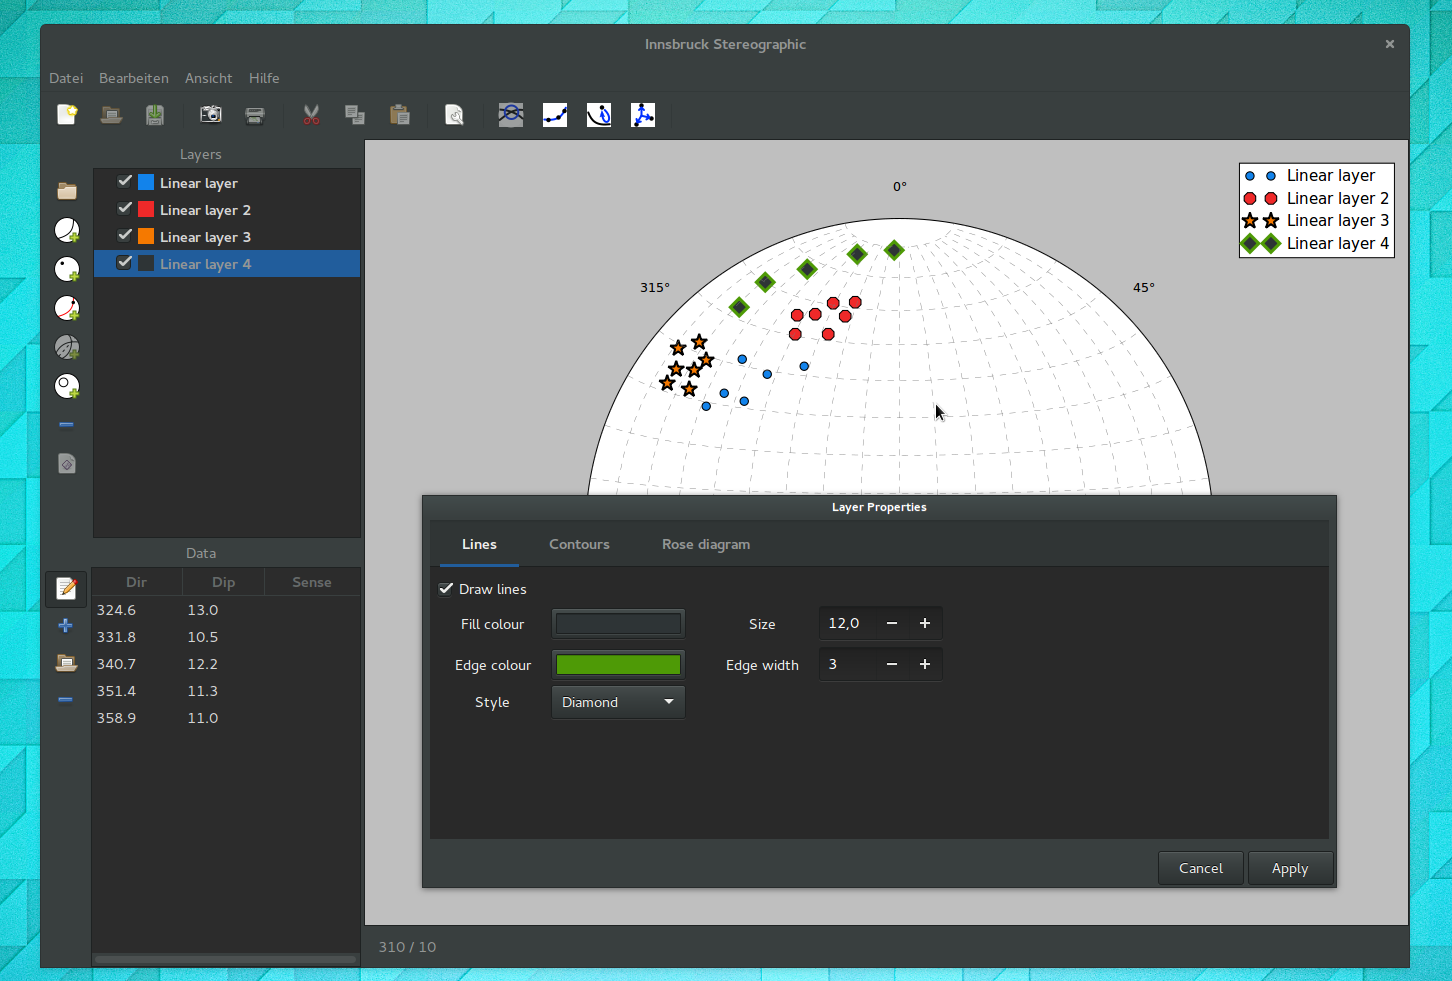 Innsbruck Stereographic
Datei Bearbeiten Ansicht Hilfe
Layers
Linear layer
Linear layer 2
Linear layer 3
Linear layer 4
0°
315°
45°
Linear layer
Linear layer 2
Linear layer 3
Linear layer 4
Data
Dir Dip Sense
324.6 13.0
331.8 10.5
340.7 12.2
351.4 11.3
358.9 11.0
Layer Properties
Lines Contours Rose diagram
Draw lines
Fill colour Size 12,0
Edge colour Edge width 3
Style Diamond
Cancel Apply
310 / 10